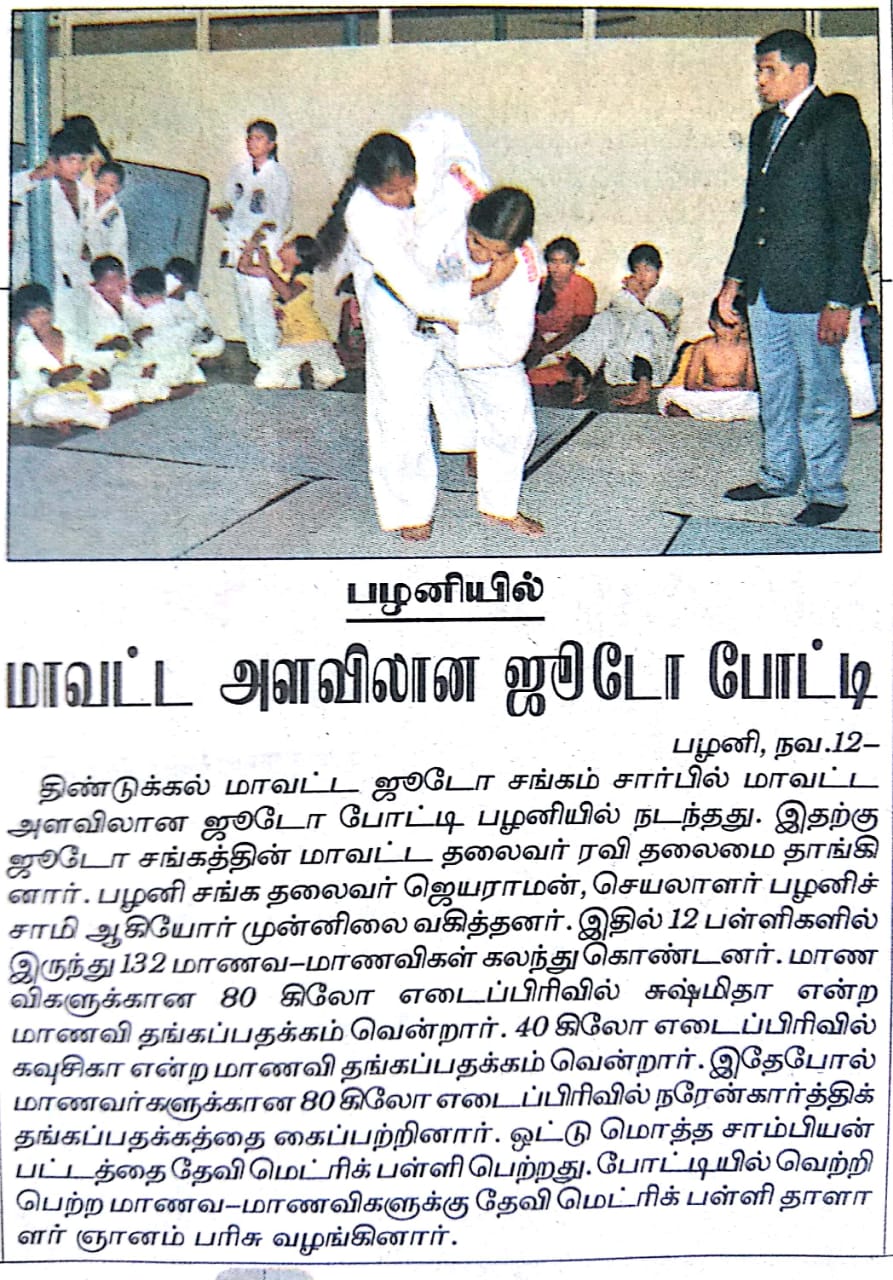 பழனியில்
மாவட்ட அளவிலான ஜூடோ போட்டி
பழனி, நவ.12–
திண்டுக்கல் மாவட்ட ஜூடோ சங்கம் சார்பில் மாவட்ட
அளவிலான ஜூடோ போட்டி பழனியில் நடந்தது. இதற்கு
ஜூடோ சங்கத்தின் மாவட்ட தலைவர் ரவி தலைமை தாங்கி
னார். பழனி சங்க தலைவர் ஜெயராமன், செயலாளர் பழனிச்
சாமி ஆகியோர் முன்னிலை வகித்தனர். இதில் 12 பள்ளிகளில்
இருந்து 132 மாணவ–மாணவிகள் கலந்து கொண்டனர். மாண
விகளுக்கான 80 கிலோ எடைப்பிரிவில் சுஷ்மிதா என்ற
மாணவி தங்கப்பதக்கம் வென்றார். 40 கிலோ எடைப்பிரிவில்
கவுசிகா என்ற மாணவி தங்கப்பதக்கம் வென்றார். இதேபோல்
மாணவர்களுக்கான 80 கிலோ எடைப்பிரிவில் நரேன்கார்த்திக்
தங்கப்பதக்கத்தை கைப்பற்றினார். ஒட்டு மொத்த சாம்பியன்
பட்டத்தை தேவி மெட்ரிக் பள்ளி பெற்றது. போட்டியில் வெற்றி
பெற்ற மாணவ–மாணவிகளுக்கு தேவி மெட்ரிக் பள்ளி தாளா
ளர் ஞானம் பரிசு வழங்கினார்.